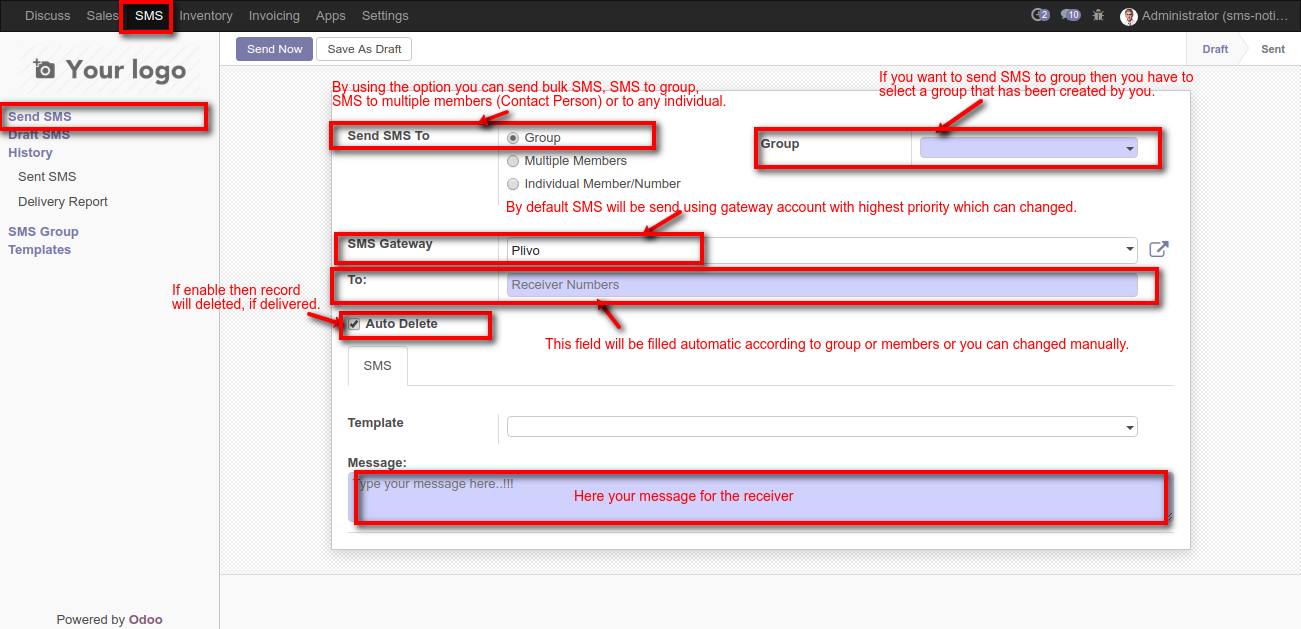 Discuss Sales SMS Inventory Invoicing Apps Settings 2 10 Administrator (sms-noti...
Your logo
Send Now Save As Draft Draft Sent
Send SMS
Draft SMS
History
Sent SMS
Delivery Report
SMS Group
Templates
By using the option you can send bulk SMS, SMS to group,
SMS to multiple members (Contact Person) or to any individual.
If you want to send SMS to group then you have to
select a group that has been created by you.
Send SMS To Group
Multiple Members
Individual Member/Number
Group
By default SMS will be send using gateway account with highest priority which can changed.
SMS Gateway Plivo
To: Receiver Numbers
If enable then record
will deleted, if delivered.
Auto Delete
This field will be filled automatic according to group or members or you can changed manually.
SMS
Template
Message:
Type your message here..!!!
Here your message for the receiver
Powered by Odoo